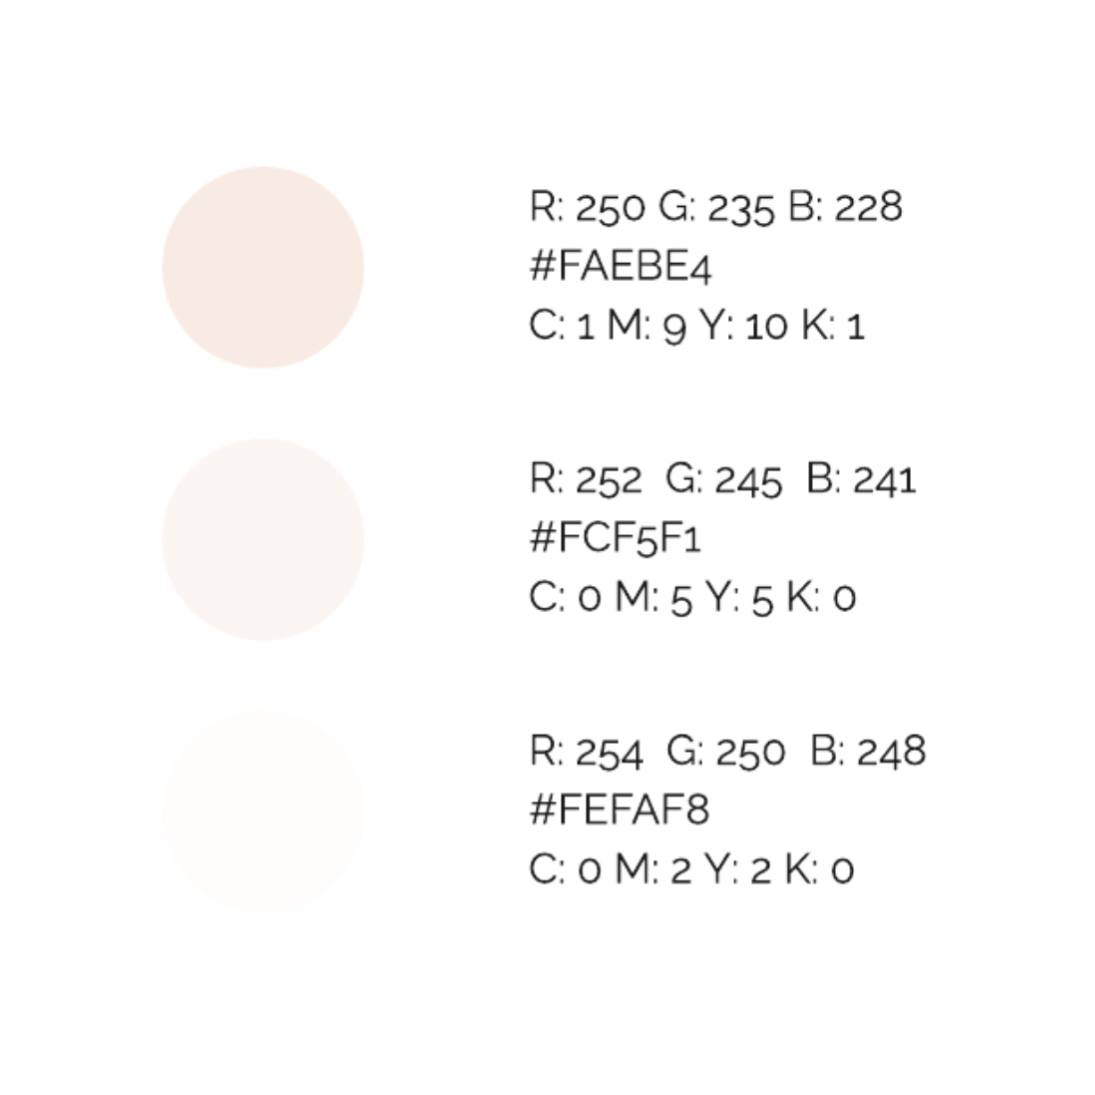 R: 250 G: 235 B: 228
#FAEBE4
C: 1 M: 9 Y: 10 K: 1
R: 252  G: 245  B: 241
#FCF5F1
C: 0 M: 5 Y: 5 K: 0
R: 254  G: 250  B: 248
#FEFAF8
C: 0 M: 2 Y: 2 K: 0